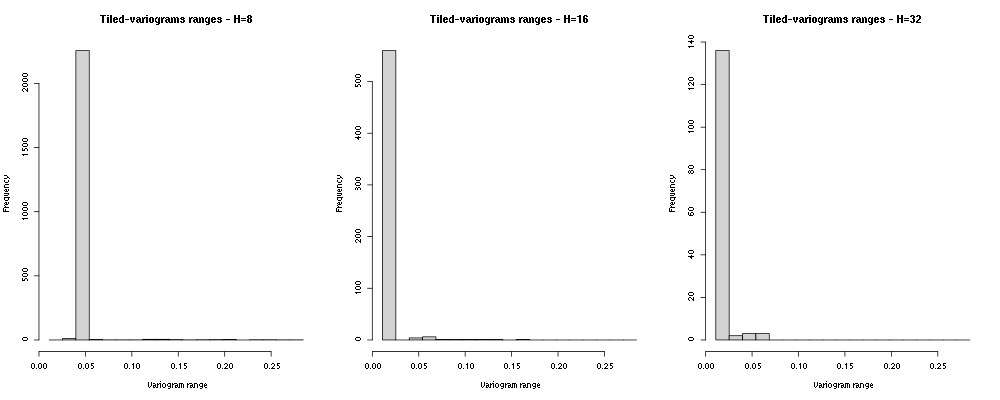 Tiled-variograms ranges - H=8
Tiled-variograms ranges - H=16
Tiled-variograms ranges - H=32
Frequency
0
500
1000
1500
2000
0.00 0.05 0.10 0.15 0.20 0.25
Variogram range
Frequency
0
100
200
300
400
500
0.00 0.05 0.10 0.15 0.20 0.25
Variogram range
Frequency
0
20
40
60
80
100
120
140
0.00 0.05 0.10 0.15 0.20 0.25
Variogram range